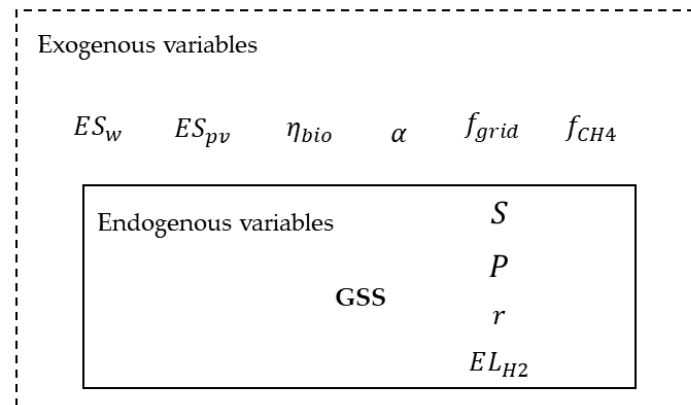 Exogenous variables
ES_w ES_pv η_bio α f_grid f_CH4
Endogenous variables
S
P
GSS
r
EL_H2